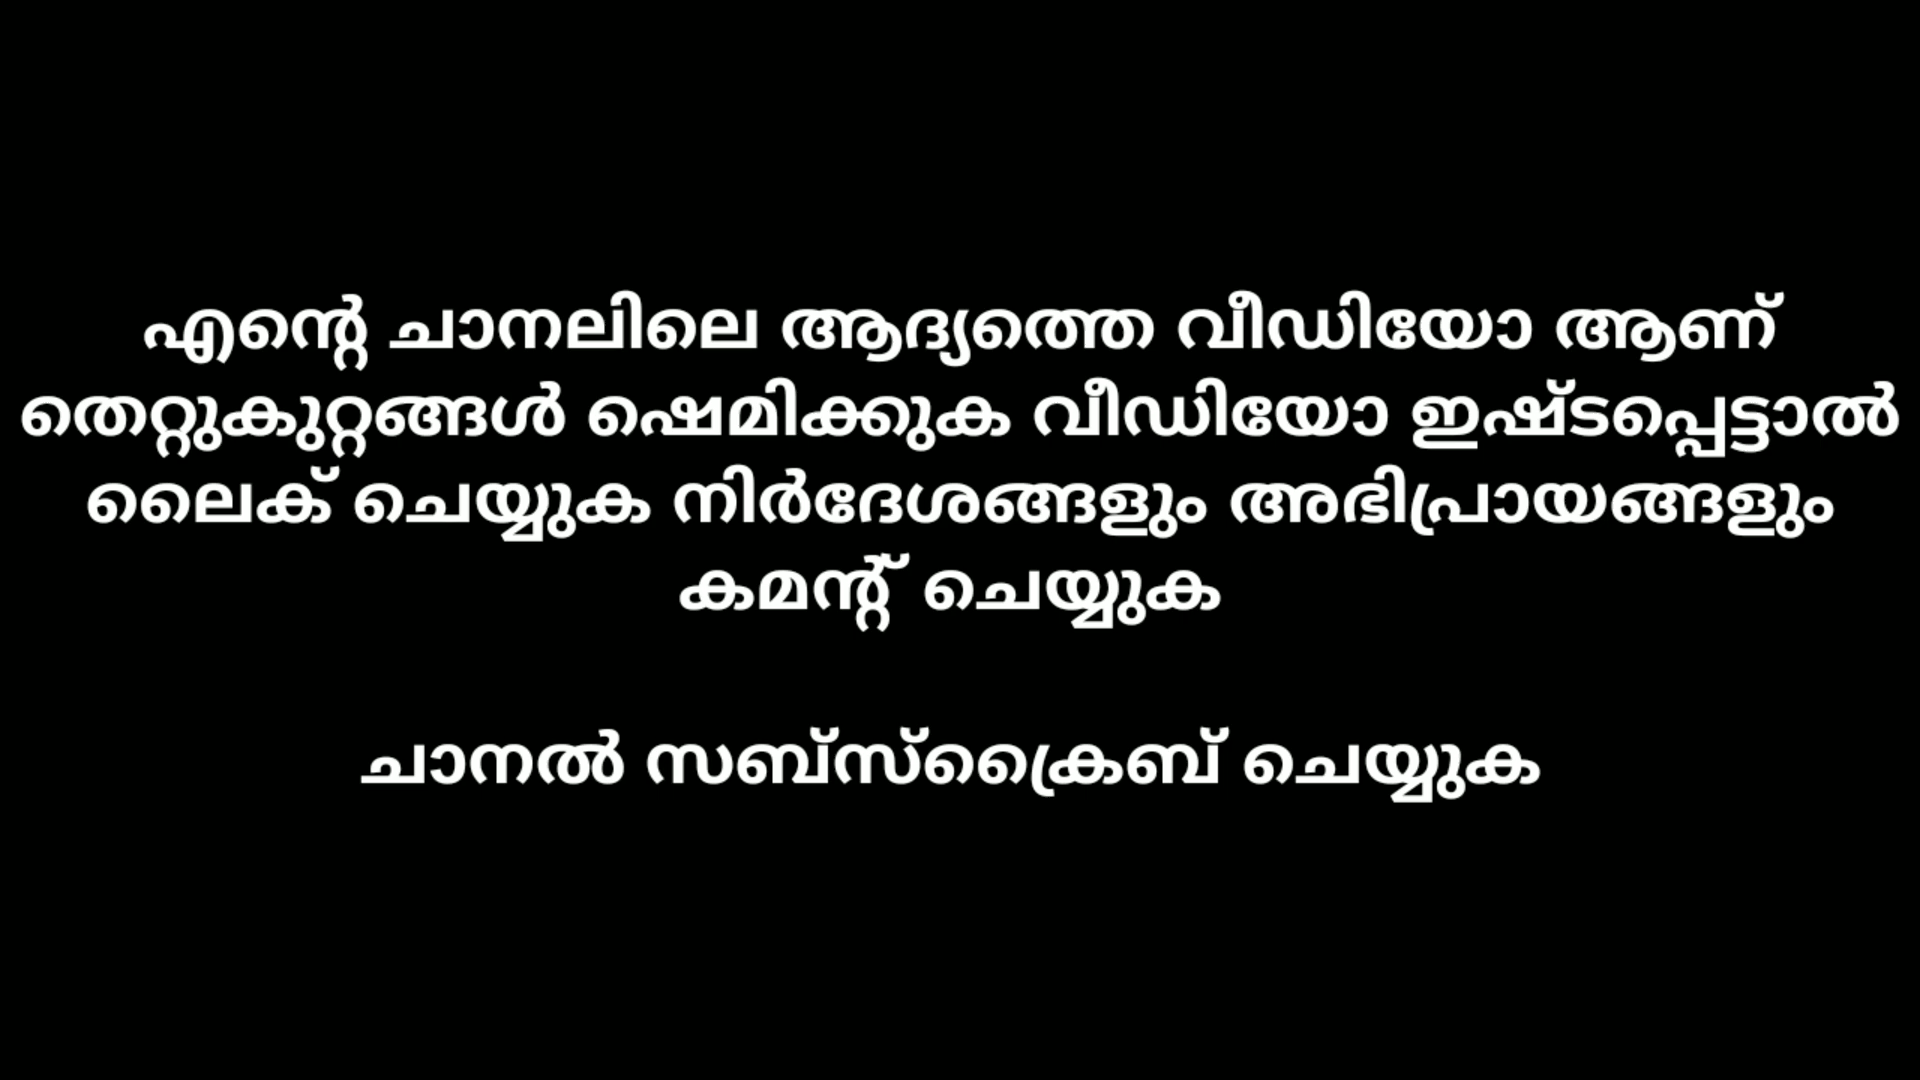 എന്റെ ചാനലിലെ ആദ്യത്തെ വീഡിയോ ആണ്
തെറ്റുകുറ്റങ്ങൾ ഷെമിക്കുക വീഡിയോ ഇഷ്ടപ്പെട്ടാൽ
ലൈക് ചെയ്യുക നിർദേശങ്ങളും അഭിപ്രായങ്ങളും
കമന്റ് ചെയ്യുക
ചാനൽ സബ്സ്ക്രൈബ് ചെയ്യുക